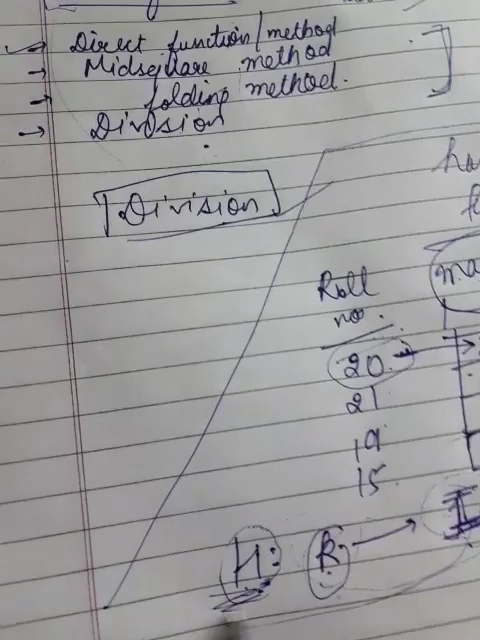 → Direct function/method
→ Midsquare method
→ folding method.
→ Division
Division
Roll
no.
20 →
21
19
15
H: R →